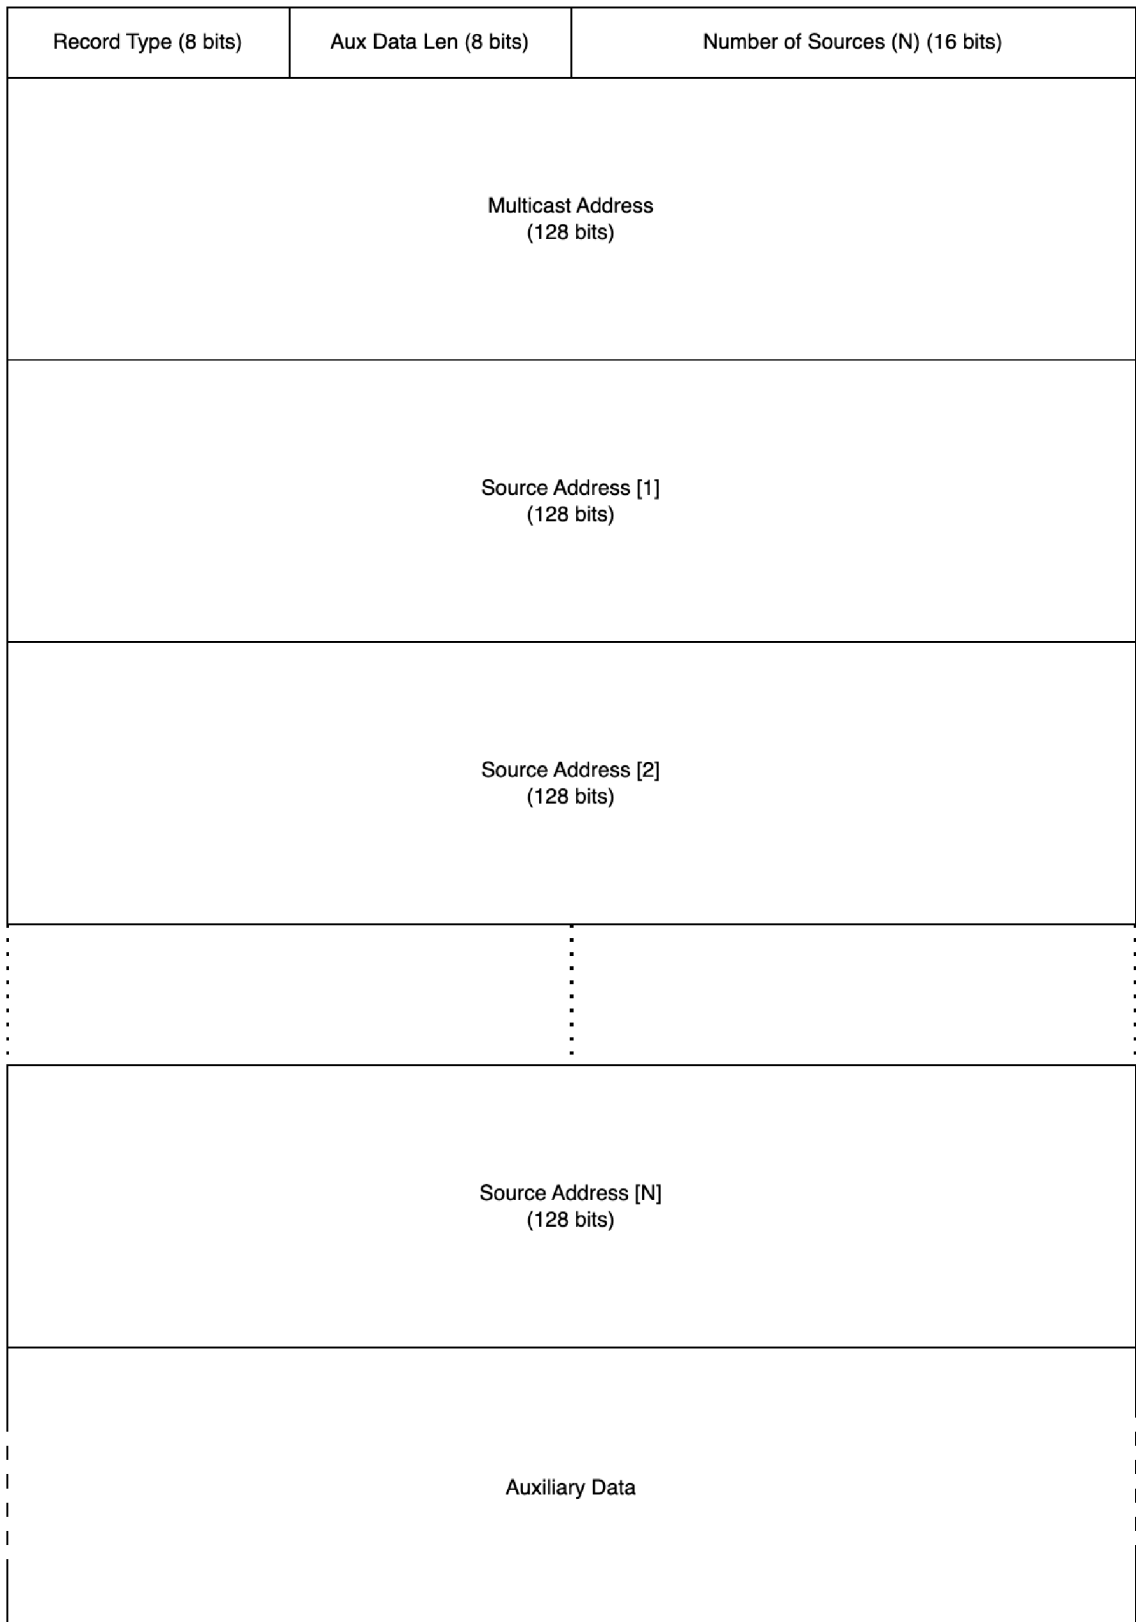 Record Type (8 bits)
Aux Data Len (8 bits)
Number of Sources (N) (16 bits)
Multicast Address
(128 bits)
Source Address [1]
(128 bits)
Source Address [2]
(128 bits)
Source Address [N]
(128 bits)
Auxiliary Data